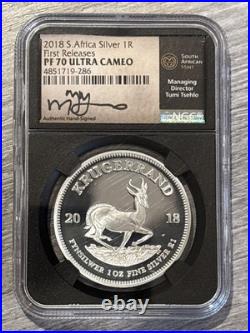 2018 S.Africa Silver 1R
First Releases
PF 70 ULTRA CAMEO
4851719-286
Authentic Hand-Signed
SOUTH AFRICAN
MINT
Managing
Director
Tumi Tsehlo
KRUGERRAND
20 18
FYNSILWER 1 OZ FINE SILVER R1